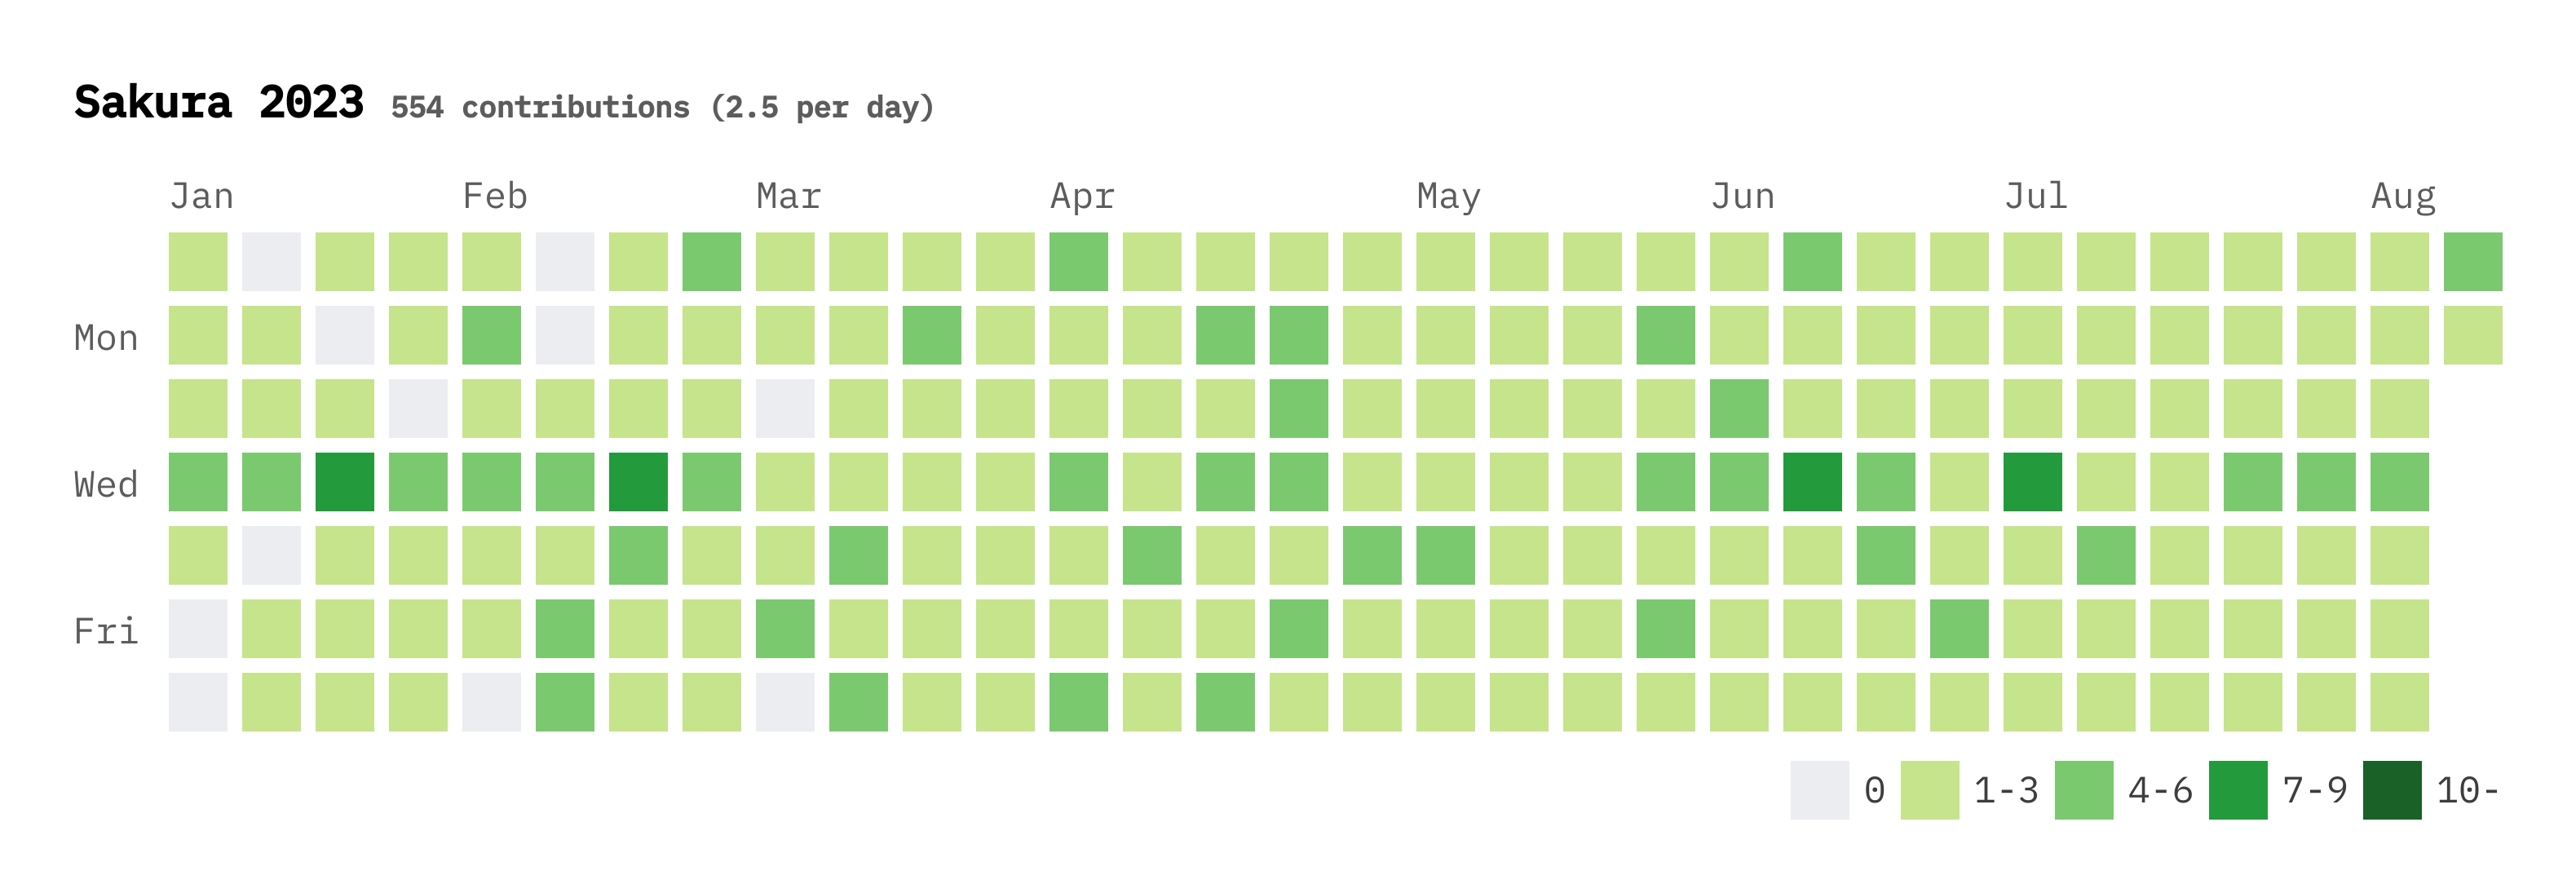 Sakura 2023 554 contributions (2.5 per day)
Jan Feb Mar Apr May Jun Jul Aug
Mon
Wed
Fri
0 1-3 4-6 7-9 10-